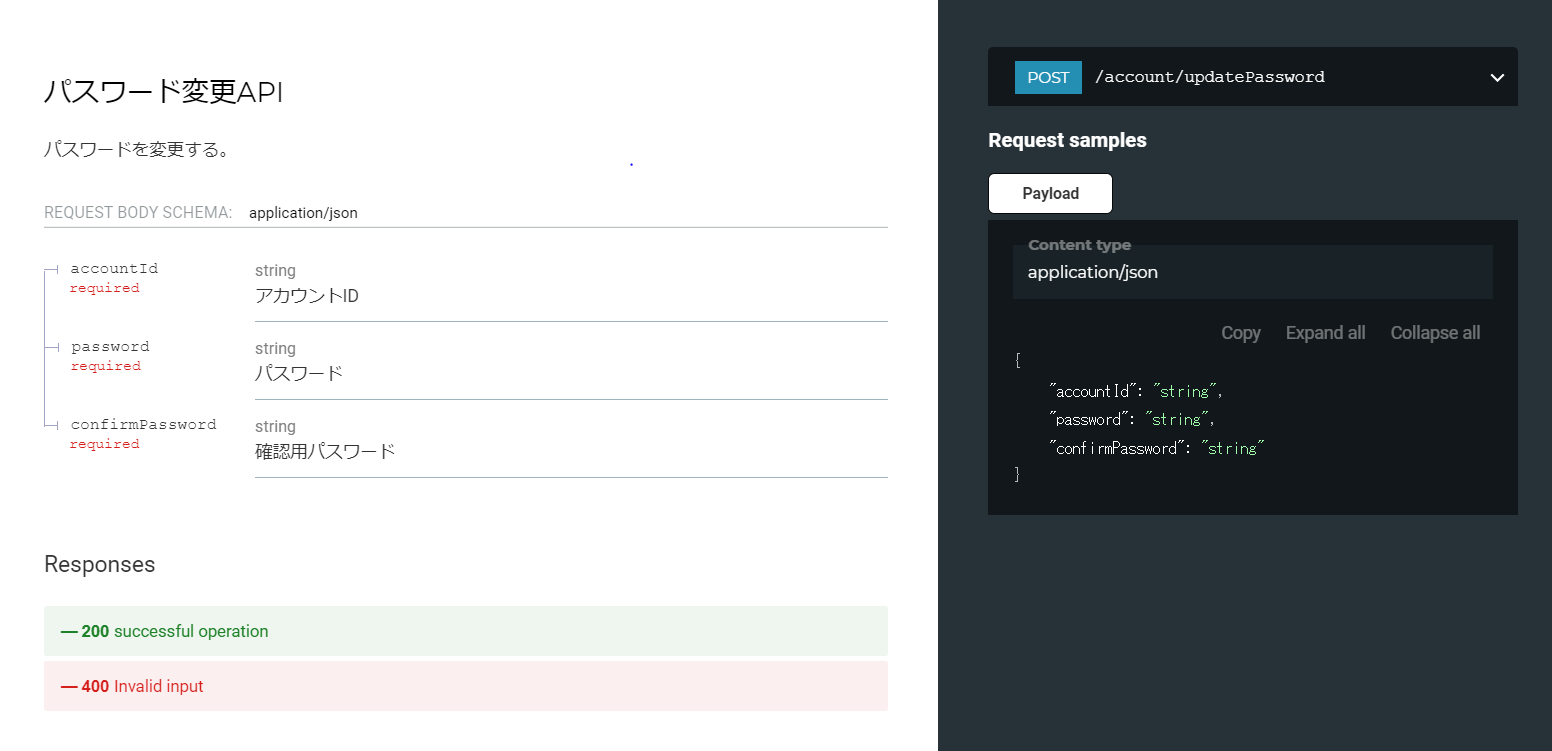 パスワード変更API
パスワードを変更する。
REQUEST BODY SCHEMA: application/json
accountId
required
string
アカウントID
password
required
string
パスワード
confirmPassword
required
string
確認用パスワード
Responses
— 200 successful operation
— 400 Invalid input
POST /account/updatePassword
Request samples
Payload
Content type
application/json
Copy Expand all Collapse all
{
"accountId": "string",
"password": "string",
"confirmPassword": "string"
}